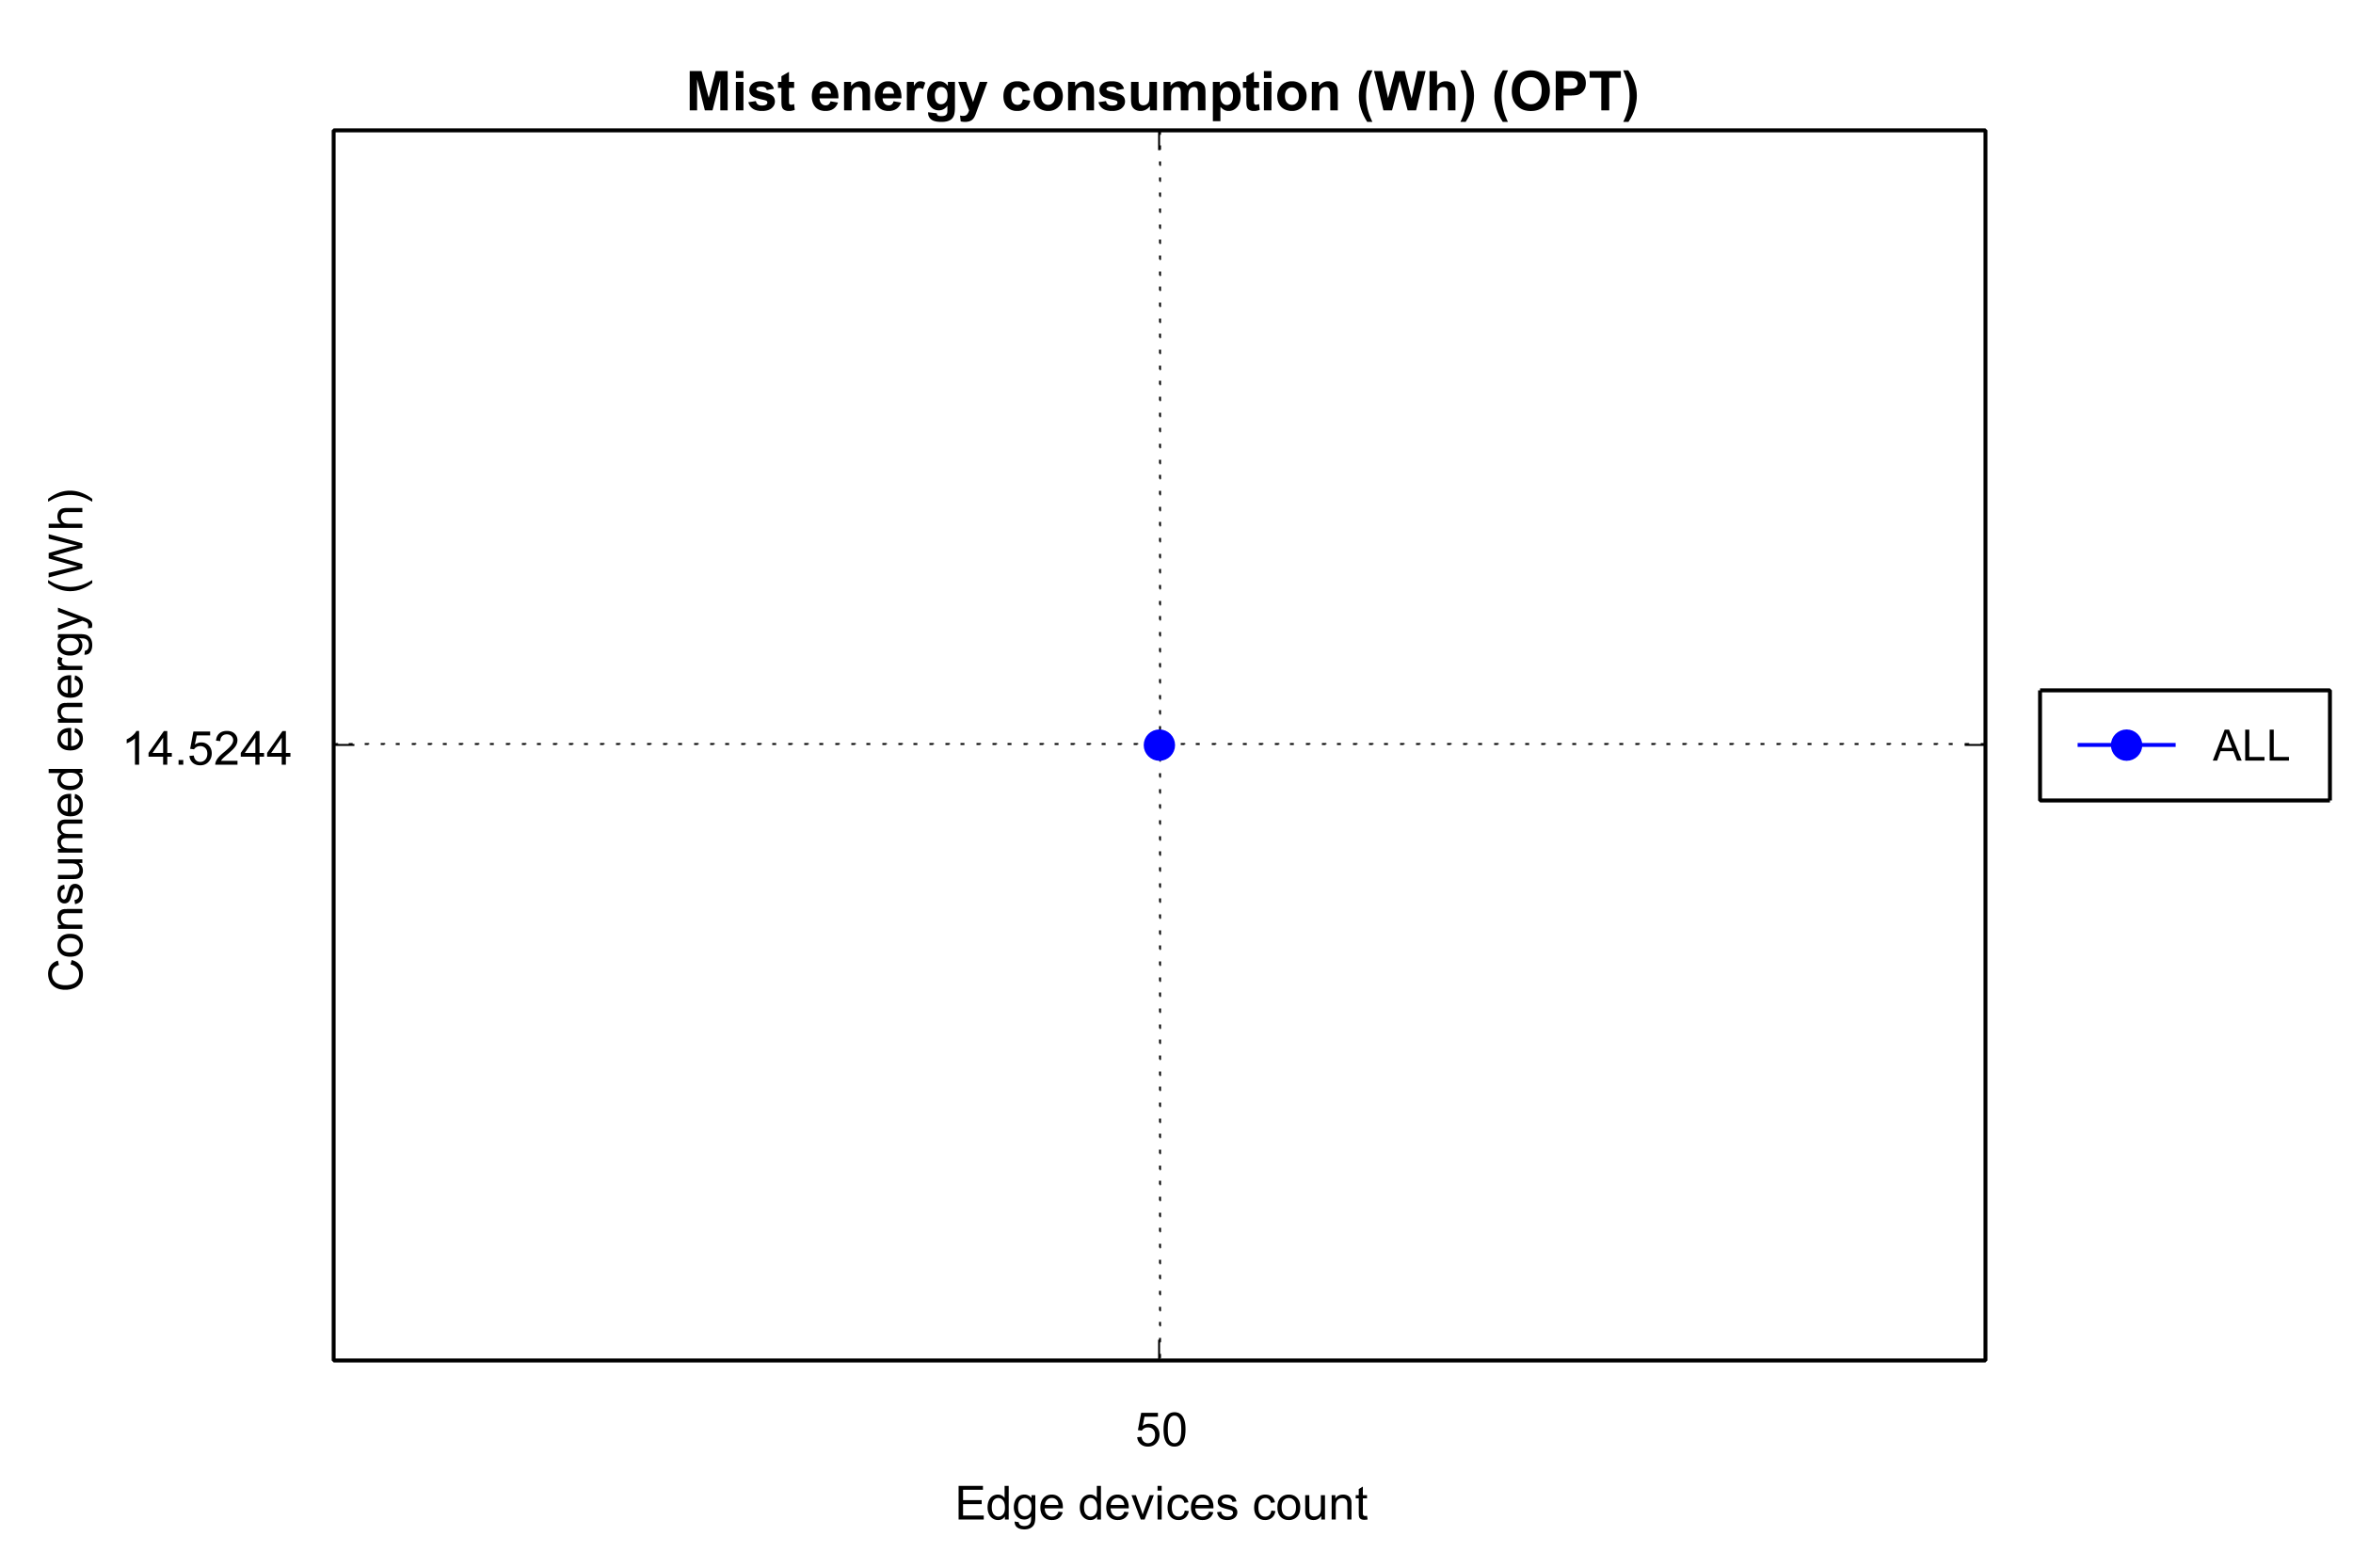 Mist energy consumption (Wh) (OPT)
Consumed energy (Wh)
14.5244
ALL
50
Edge devices count